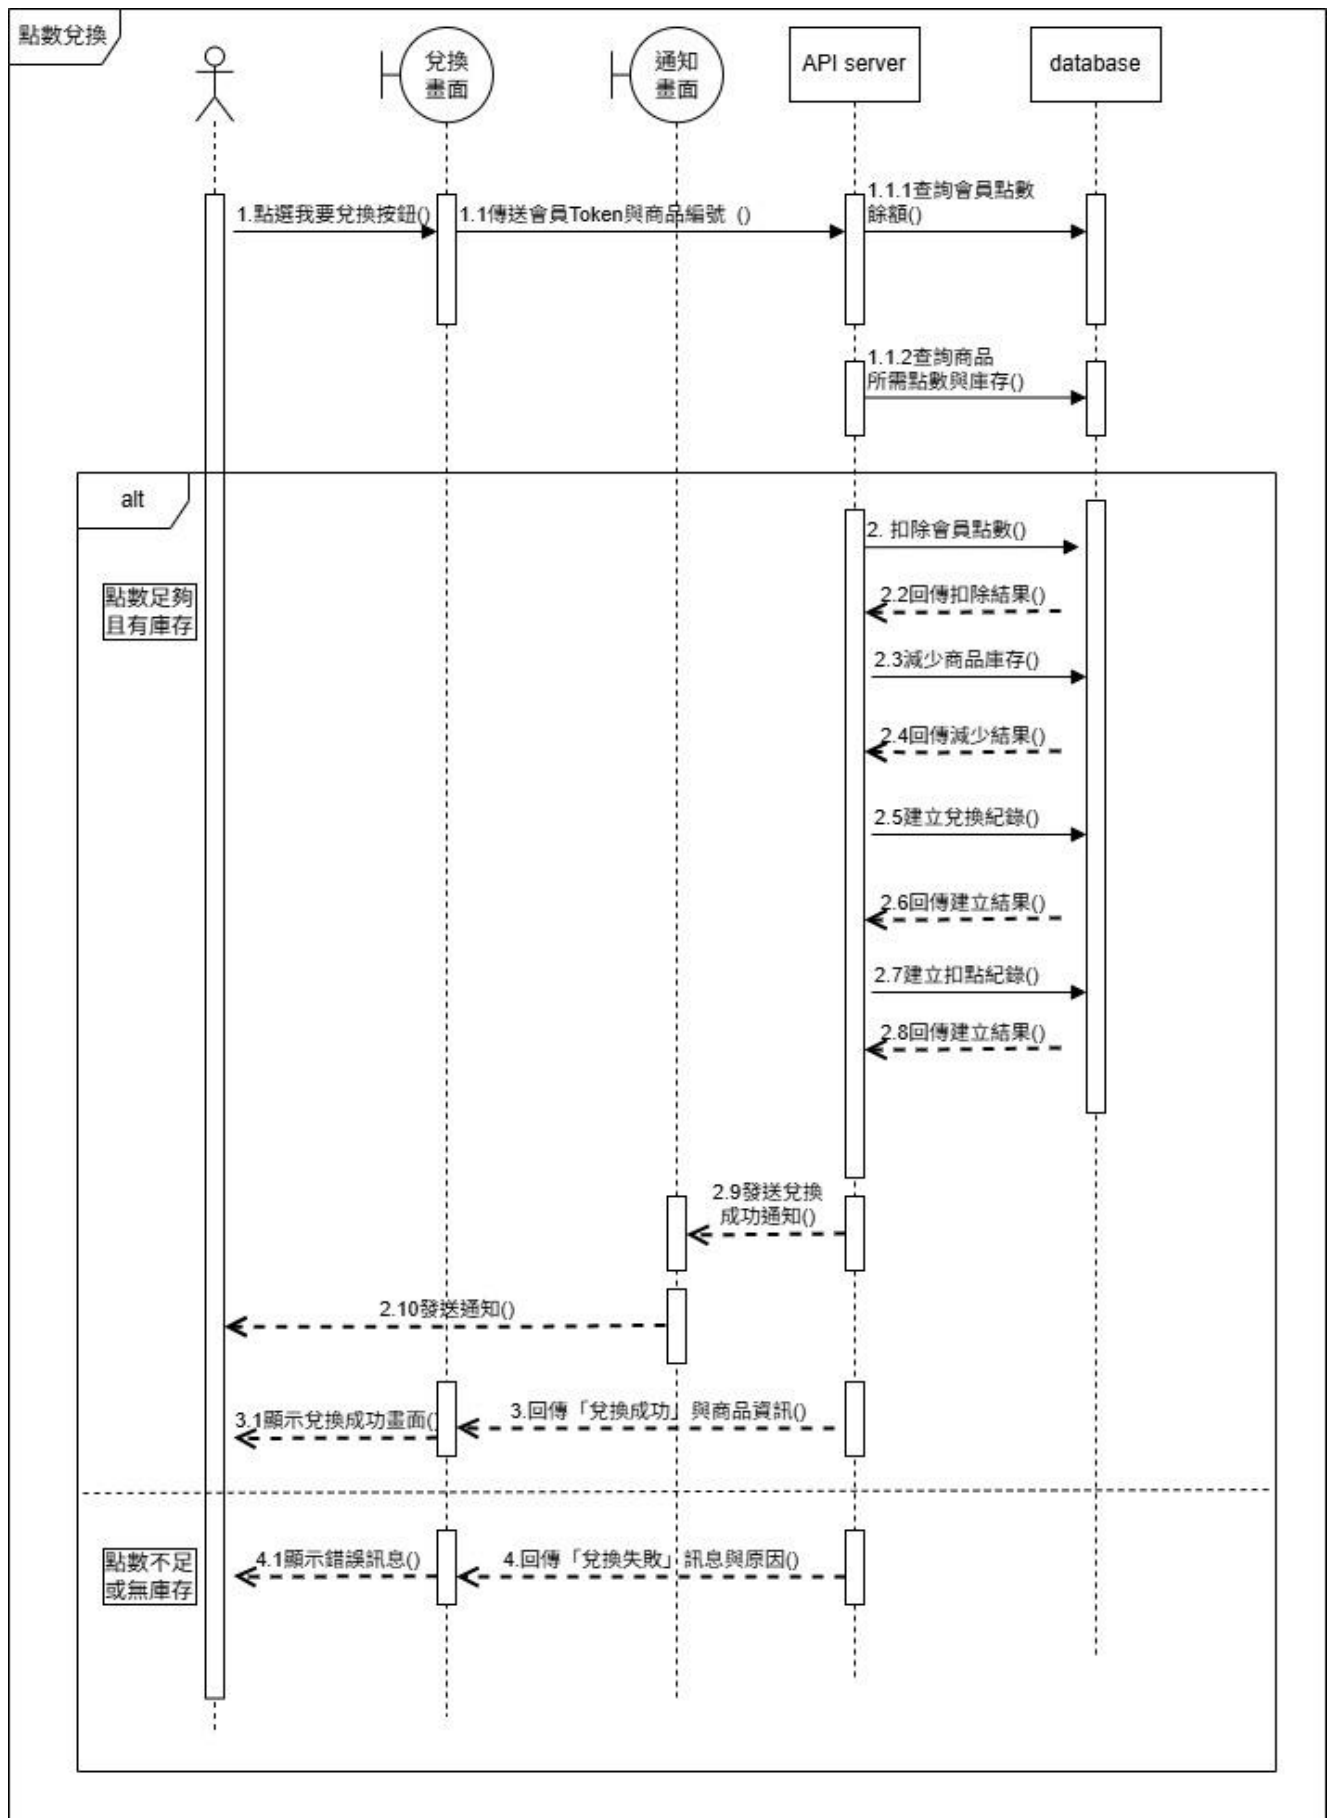 點數兌換
兌換
畫面
通知
畫面
API server
database
1.點選我要兌換按鈕()
1.1傳送會員Token與商品編號 ()
1.1.1查詢會員點數
餘額()
1.1.2查詢商品
所需點數與庫存()
alt
2. 扣除會員點數()
點數足夠
且有庫存
2.2回傳扣除結果()
2.3減少商品庫存()
2.4回傳減少結果()
2.5建立兌換紀錄()
2.6回傳建立結果()
2.7建立扣點紀錄()
2.8回傳建立結果()
2.9發送兌換
成功通知()
2.10發送通知()
3.回傳「兌換成功」與商品資訊()
3.1顯示兌換成功畫面()
點數不足
或無庫存
4.1顯示錯誤訊息()
4.回傳「兌換失敗」訊息與原因()